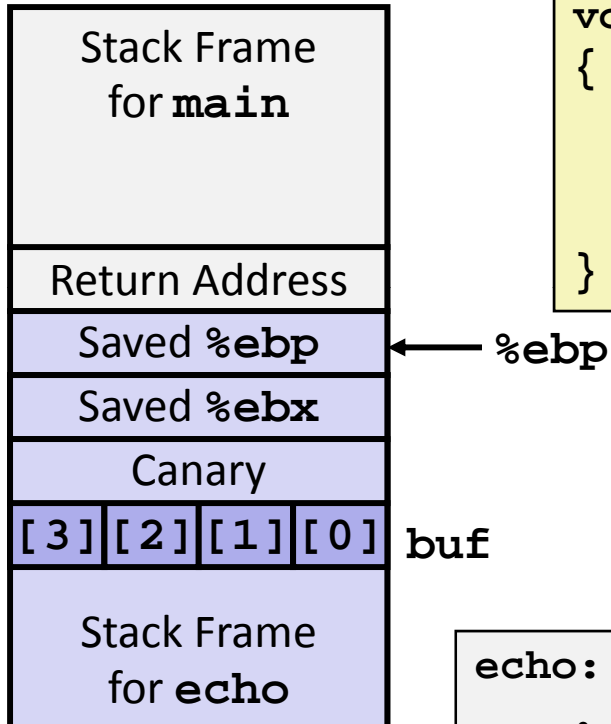 Stack Frame
for main
Return Address
Saved %ebp
%ebp
Saved %ebx
Canary
[3] [2] [1] [0]
buf
Stack Frame
for echo
{
}
echo: